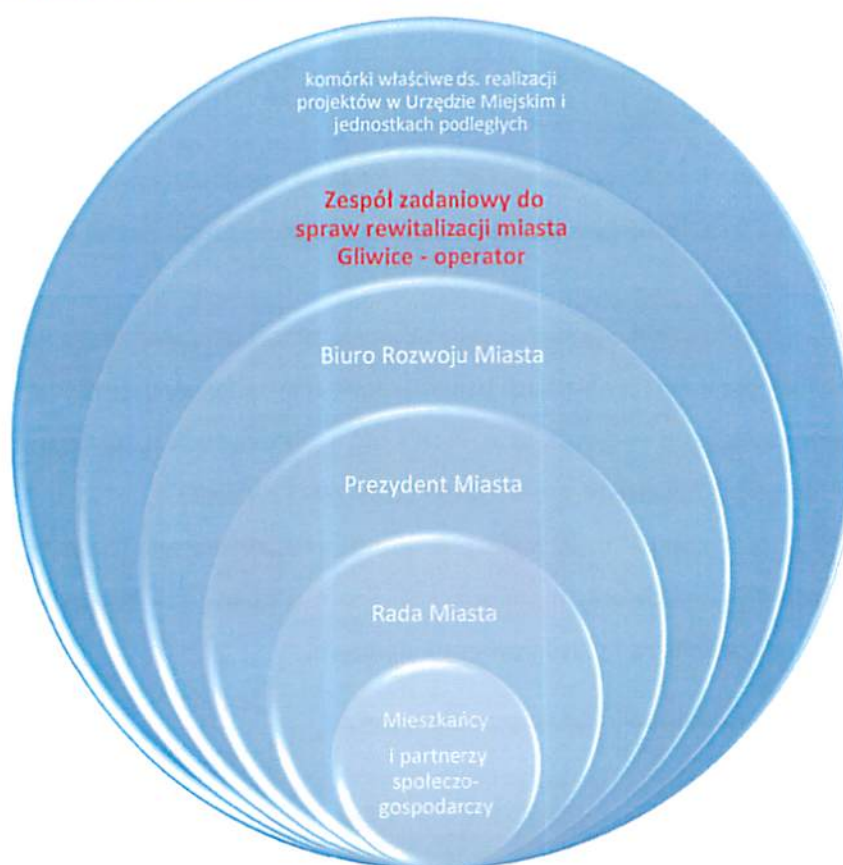 komórki właściwe ds. realizacji
projektów w Urzędzie Miejskim i
jednostkach podległych
Zespół zadaniowy do
spraw rewitalizacji miasta
Gliwice - operator
Biuro Rozwoju Miasta
Prezydent Miasta
Rada Miasta
Mieszkańcy
i partnerzy
społeczo-
gospodarczy